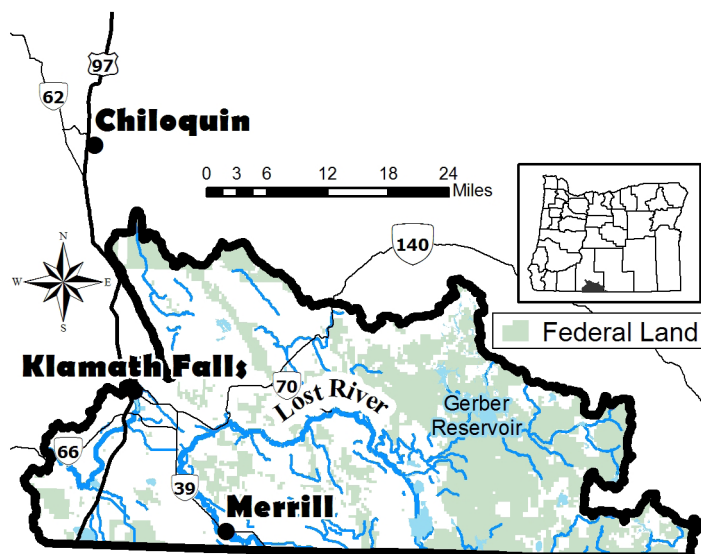 97
62
Chiloquin
0 3 6 12 18 24
Miles
140
N
W E
S
Federal Land
Klamath Falls
70
Lost River
Gerber
Reservoir
66
39
Merrill